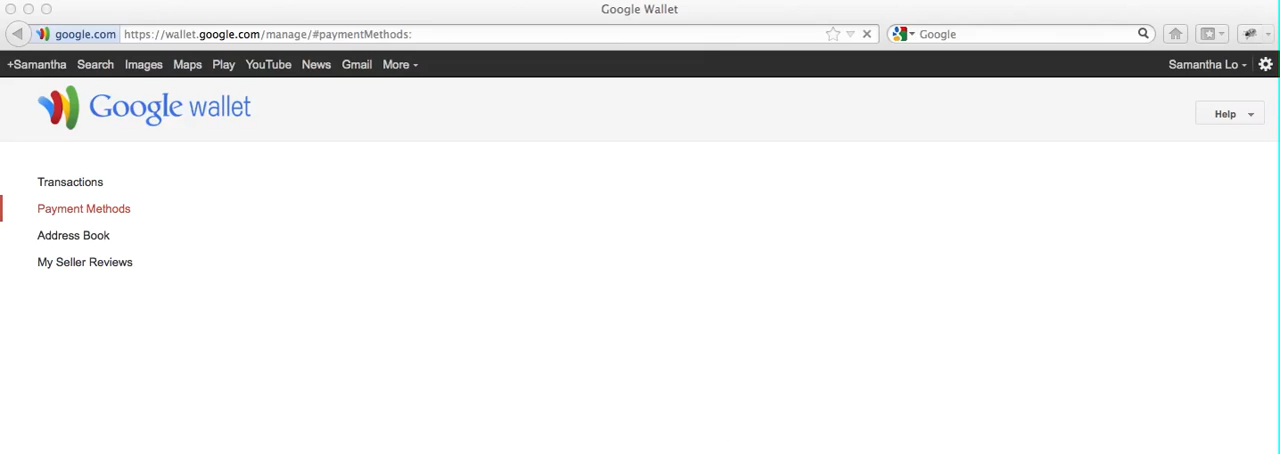 Google Wallet
google.com https://wallet.google.com/manage/#paymentMethods: Google
+Samantha Search Images Maps Play YouTube News Gmail More Samantha Lo
Google wallet
Help
Transactions
Payment Methods
Address Book
My Seller Reviews